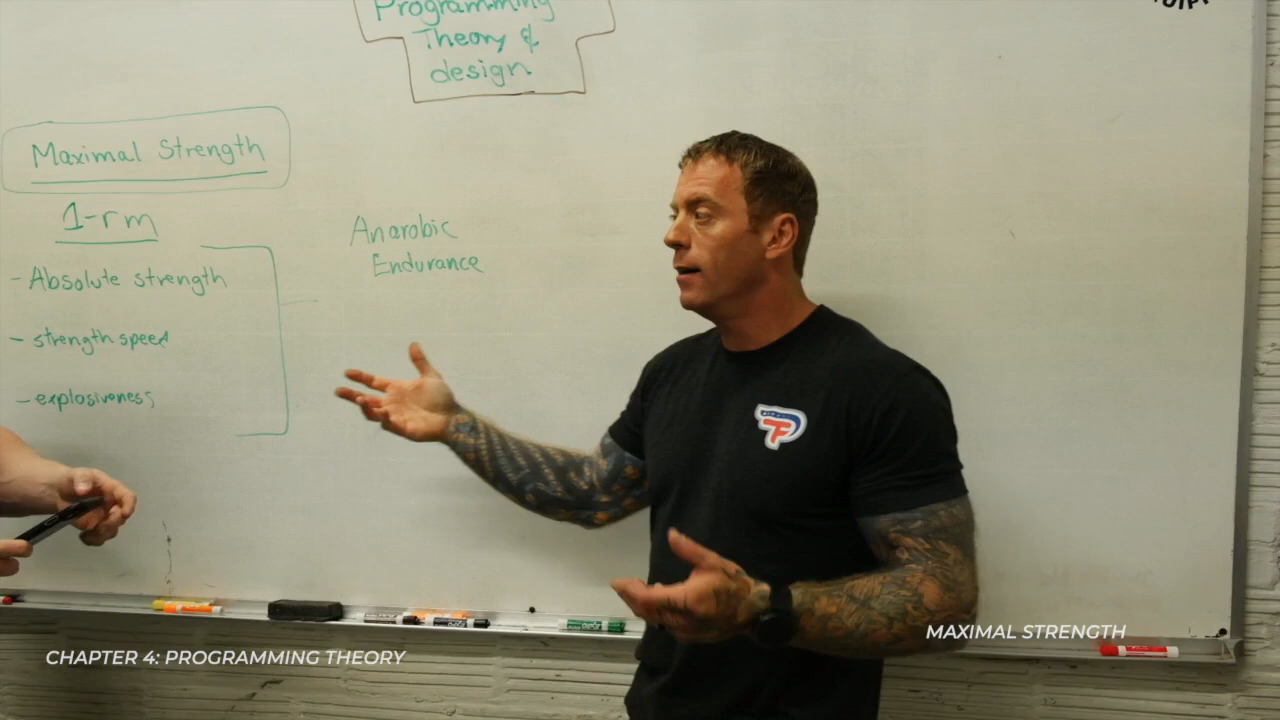 Programming
Theory &
design
Maximal Strength
1-rm
- Absolute strength
- strength speed
- explosiveness
Anarobic
Endurance
MAXIMAL STRENGTH
CHAPTER 4: PROGRAMMING THEORY